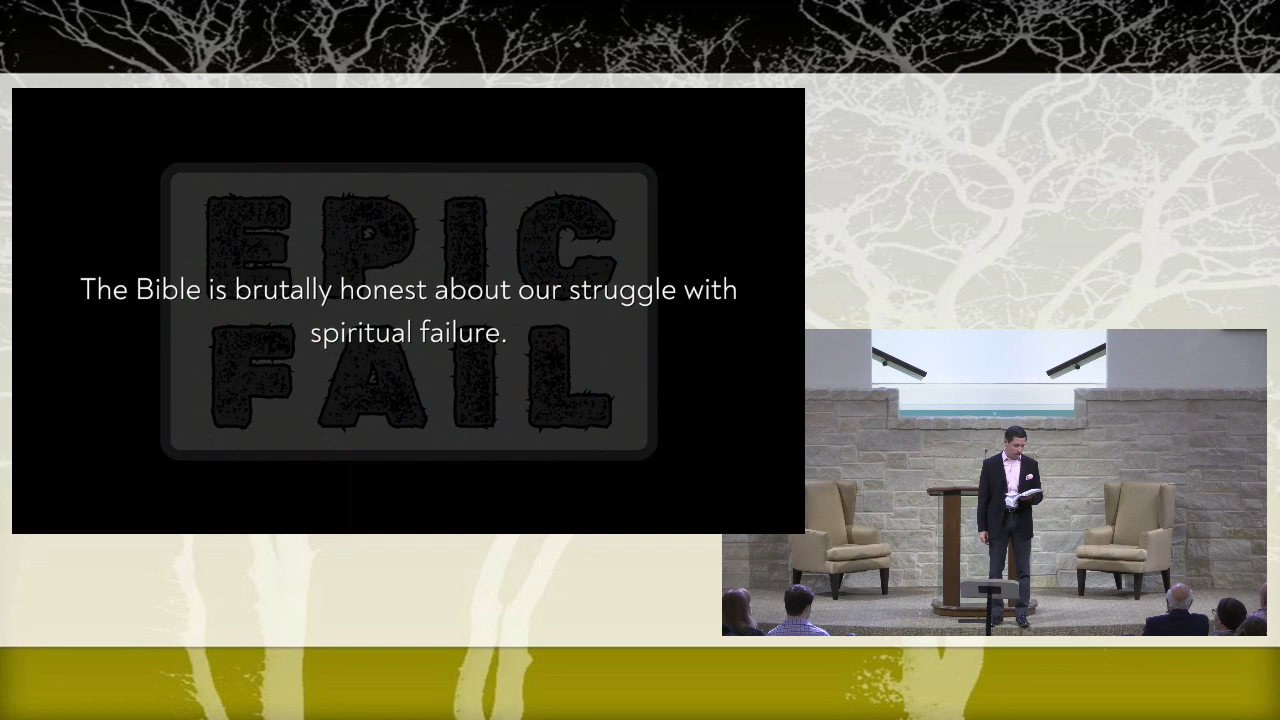 EPIC
The Bible is brutally honest about our struggle with
spiritual failure.
FAIL